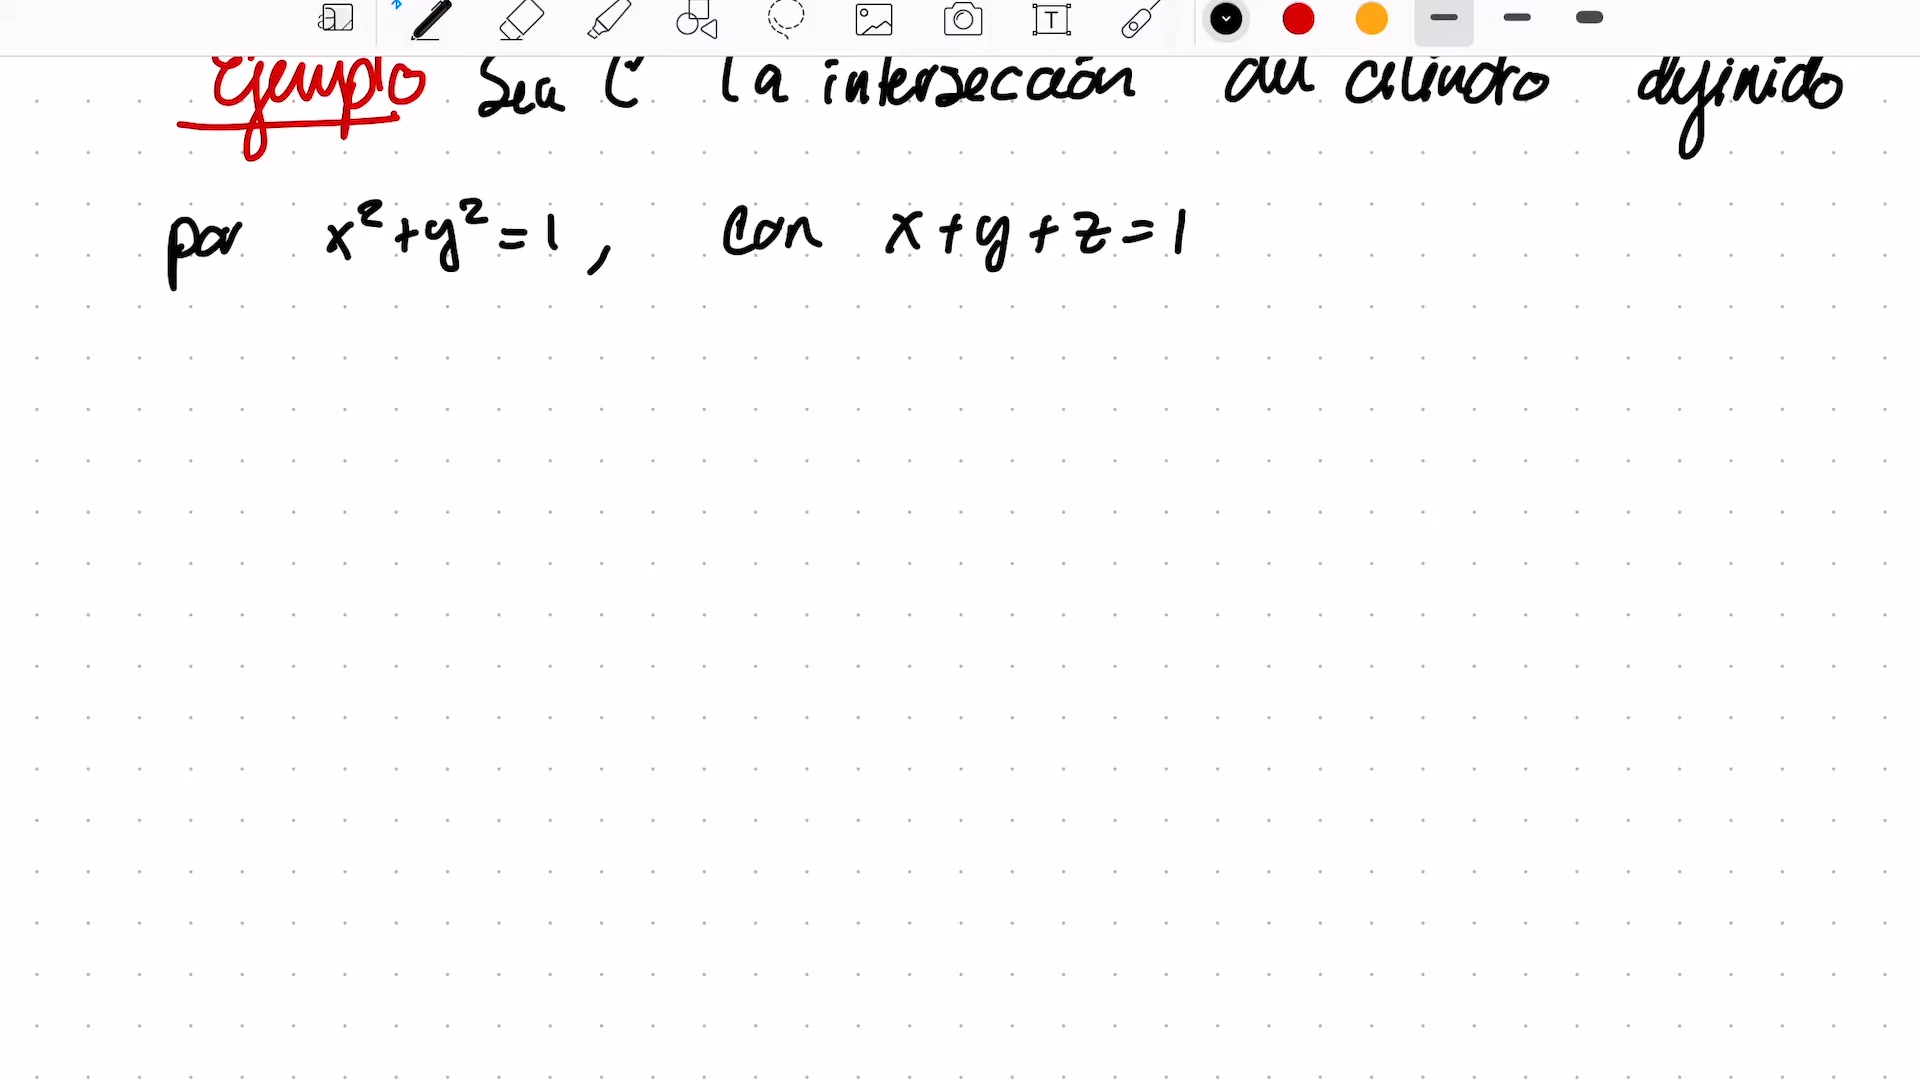 Ejemplo Sea C la intersección del cilindro definido
por x²+y²=1, con x+y+z=1